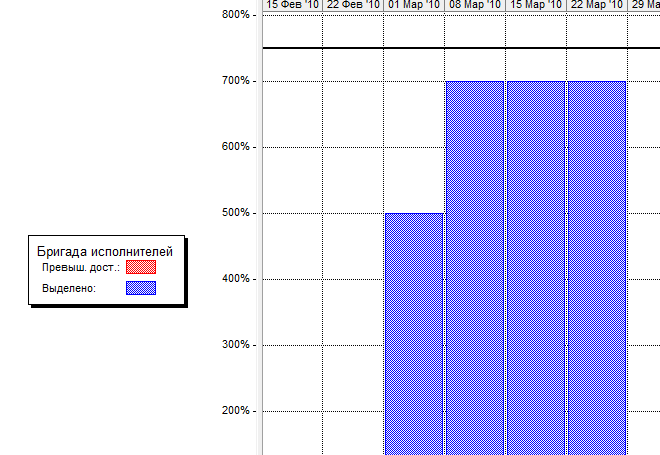 15 Фев '10 22 Фев '10 01 Мар '10 08 Мар '10 15 Мар '10 22 Мар '10 29 Ма
800% -
700% -
600% -
500% -
Бригада исполнителей
Превыш. дост.:
Выделено:
400% -
300% -
200% -